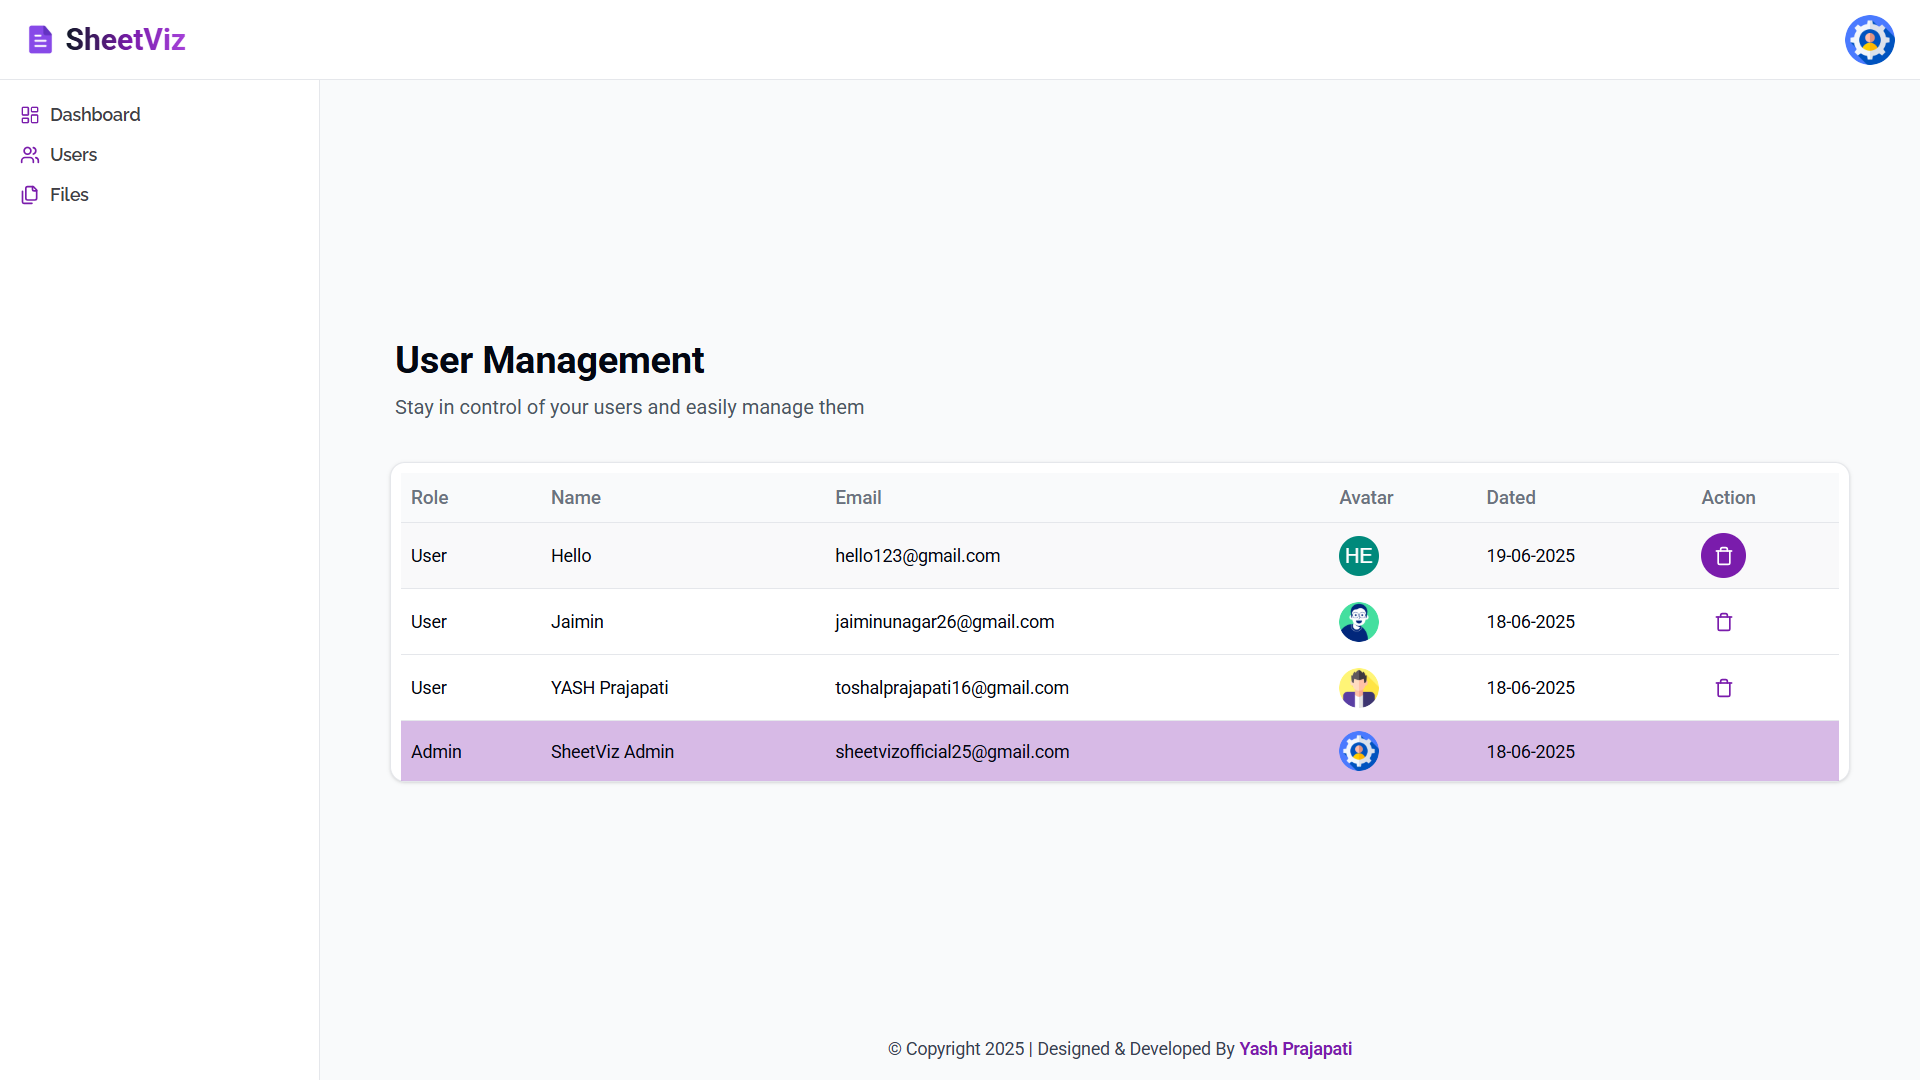 SheetViz
Dashboard
Users
Files
User Management
Stay in control of your users and easily manage them
Role Name Email Avatar Dated Action
User Hello hello123@gmail.com HE 19-06-2025
User Jaimin jaiminunagar26@gmail.com 18-06-2025
User YASH Prajapati toshalprajapati16@gmail.com 18-06-2025
Admin SheetViz Admin sheetvizofficial25@gmail.com 18-06-2025
© Copyright 2025 | Designed & Developed By Yash Prajapati